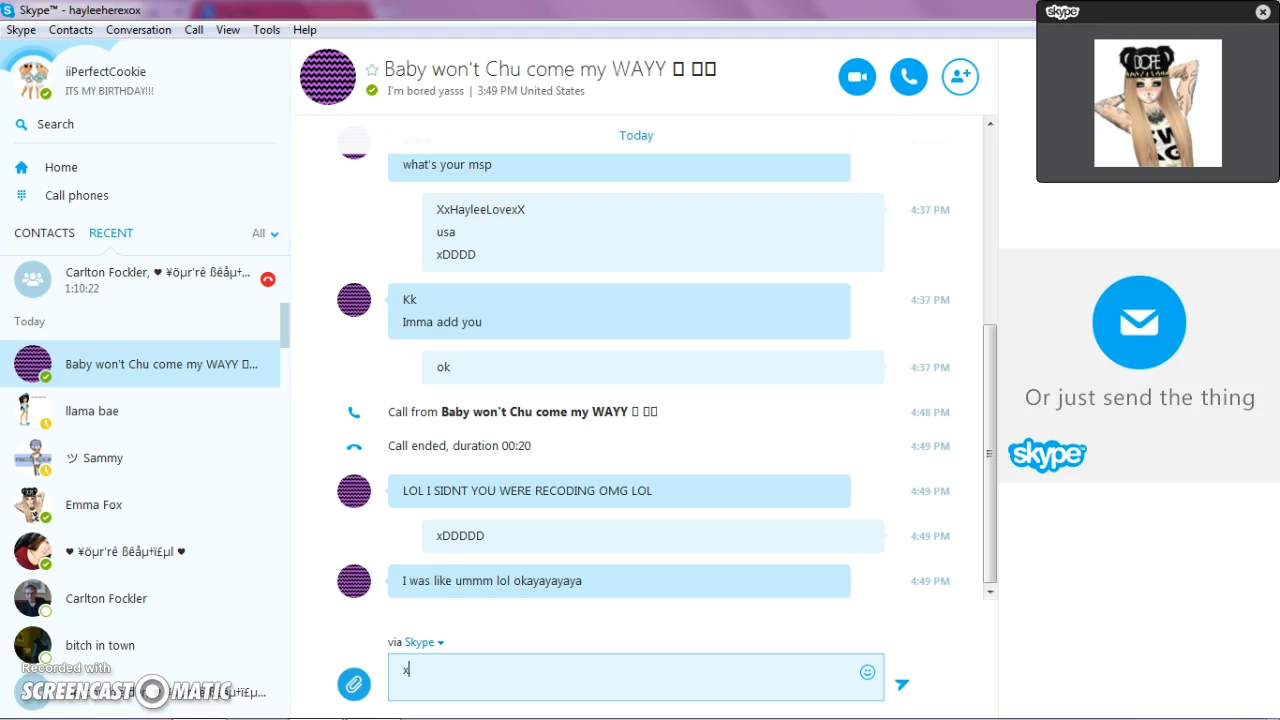 Skype™ - hayleeherexox
Skype Contacts Conversation Call View Tools Help
iiPerfectCookie
ITS MY BIRTHDAY!!!
Search
Home
Call phones
CONTACTS RECENT All
Carlton Fockler, ♥ ¥öµr'rê ßêåµ†...
1:10:22
Today
Baby won't Chu come my WAYY ...
llama bae
ツ Sammy
Emma Fox
♥ ¥öµr'rê ßêåµ†ï£µl ♥
Carlton Fockler
bitch in town
Recorded with
SCREENCAST-O-MATIC
Baby won't Chu come my WAYY
I'm bored yasss | 3:49 PM United States
Today
what's your msp
XxHayleeLovexX 4:37 PM
usa
xDDDD
Kk 4:37 PM
Imma add you
ok 4:37 PM
Call from Baby won't Chu come my WAYY 4:48 PM
Call ended, duration 00:20 4:49 PM
LOL I SIDNT YOU WERE RECODING OMG LOL 4:49 PM
xDDDDD 4:49 PM
I was like ummm lol okayayayaya 4:49 PM
via Skype
x
skype
DOPE
Or just send the thing
skype